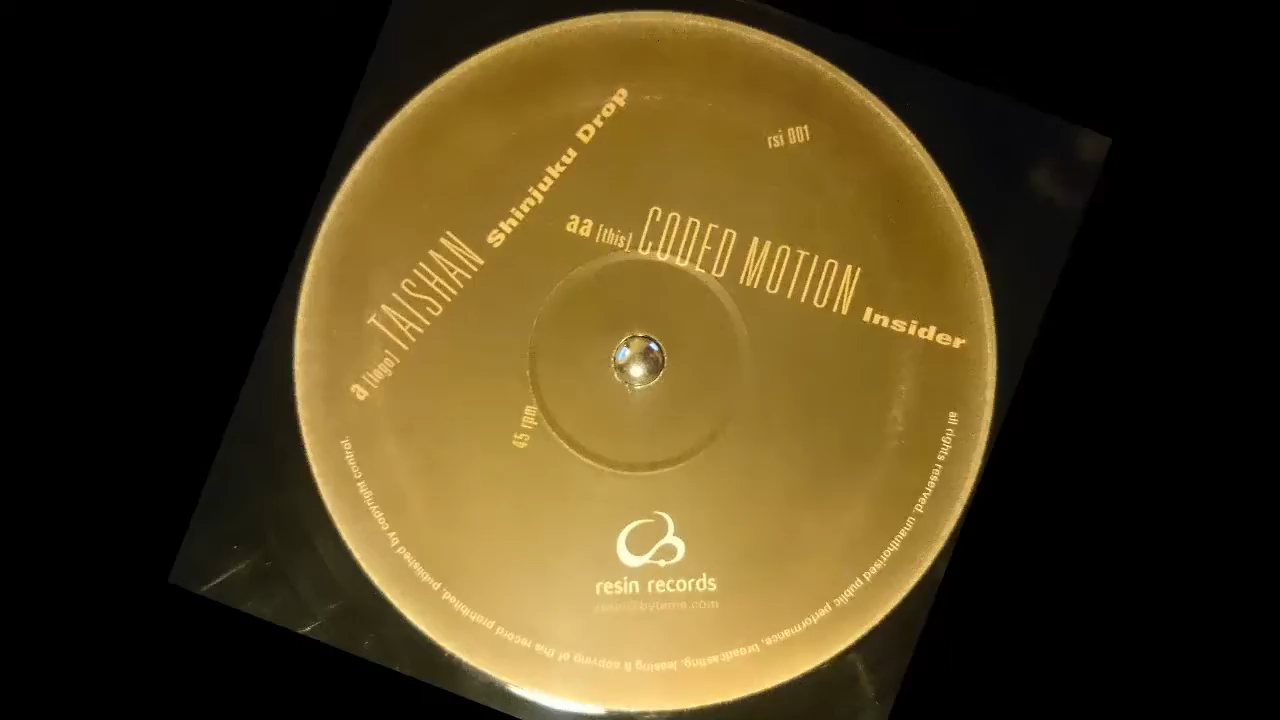 rsi 001
a [logo] TAISHAN Shinjuku Drop
aa [this] CODED MOTION Insider
45 rpm
resin records
all rights reserved. unauthorised public performance, broadcasting, leasing & copying of this record prohibited. published by copyright control.